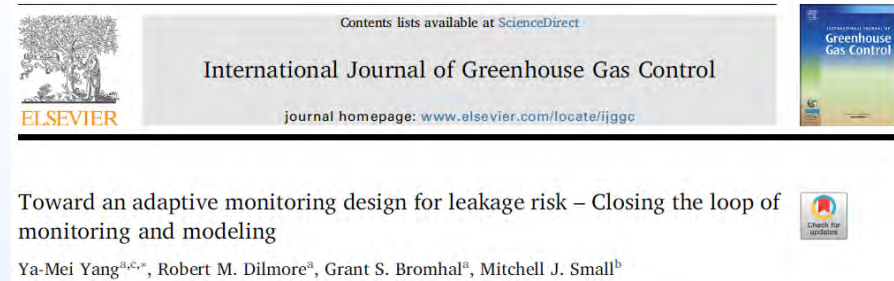 Contents lists available at ScienceDirect
International Journal of Greenhouse Gas Control
journal homepage: www.elsevier.com/locate/ijggc
ELSEVIER
Greenhouse
Gas Control
Toward an adaptive monitoring design for leakage risk – Closing the loop of
monitoring and modeling
Check for
updates
Ya-Mei Yanga,c,*, Robert M. Dilmorea, Grant S. Bromhala, Mitchell J. Smallb